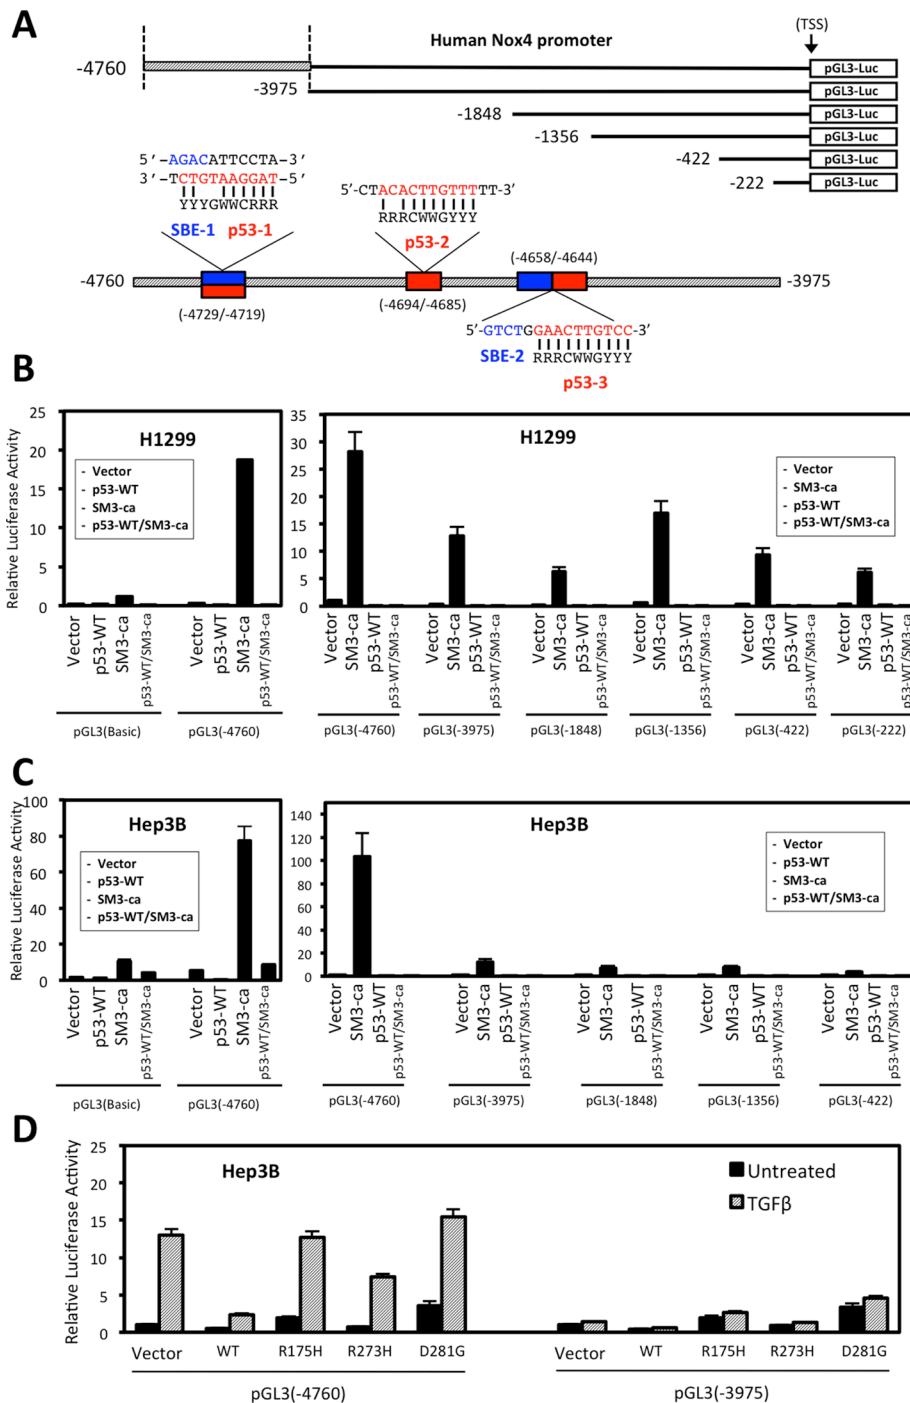 A
(TSS)
Human Nox4 promoter
-4760 pGL3-Luc
-3975 pGL3-Luc
-1848 pGL3-Luc
-1356 pGL3-Luc
-422 pGL3-Luc
-222 pGL3-Luc
5′-AGACATTCCTA-3′
3′-TCTGTAAGGAT-5′
YYYGWWCRRR
SBE-1 p53-1
5′-CTACACTTGTTTTT-3′
RRRCWWGYYY
p53-2
(-4658/-4644)
-4760 -3975
(-4729/-4719)
(-4694/-4685)
5′-GTCTGGAACTTGTCC-3′
SBE-2 RRRCWWGYYY
p53-3
B
Relative Luciferase Activity
25
20
15
10
5
0
H1299
- Vector
- p53-WT
- SM3-ca
- p53-WT/SM3-ca
Vector p53-WT SM3-ca p53-WT/SM3-ca Vector p53-WT SM3-ca p53-WT/SM3-ca
pGL3(Basic) pGL3(-4760)
35
30
25
20
15
10
5
0
H1299
- Vector
- SM3-ca
- p53-WT
- p53-WT/SM3-ca
Vector SM3-ca p53-WT p53-WT/SM3-ca Vector SM3-ca p53-WT p53-WT/SM3-ca Vector SM3-ca p53-WT p53-WT/SM3-ca Vector SM3-ca p53-WT p53-WT/SM3-ca Vector SM3-ca p53-WT p53-WT/SM3-ca Vector SM3-ca p53-WT p53-WT/SM3-ca
pGL3(-4760) pGL3(-3975) pGL3(-1848) pGL3(-1356) pGL3(-422) pGL3(-222)
C
Relative Luciferase Activity
100
80
60
40
20
0
Hep3B
- Vector
- p53-WT
- SM3-ca
- p53-WT/SM3-ca
Vector p53-WT SM3-ca p53-WT/SM3-ca Vector p53-WT SM3-ca p53-WT/SM3-ca
pGL3(Basic) pGL3(-4760)
140
120
100
80
60
40
20
0
Hep3B
- Vector
- p53-WT
- SM3-ca
- p53-WT/SM3-ca
Vector SM3-ca p53-WT p53-WT/SM3-ca Vector SM3-ca p53-WT p53-WT/SM3-ca Vector SM3-ca p53-WT p53-WT/SM3-ca Vector SM3-ca p53-WT p53-WT/SM3-ca Vector SM3-ca p53-WT p53-WT/SM3-ca
pGL3(-4760) pGL3(-3975) pGL3(-1848) pGL3(-1356) pGL3(-422)
D
Relative Luciferase Activity
25
20
15
10
5
0
Hep3B
Untreated
TGFβ
Vector WT R175H R273H D281G Vector WT R175H R273H D281G
pGL3(-4760) pGL3(-3975)